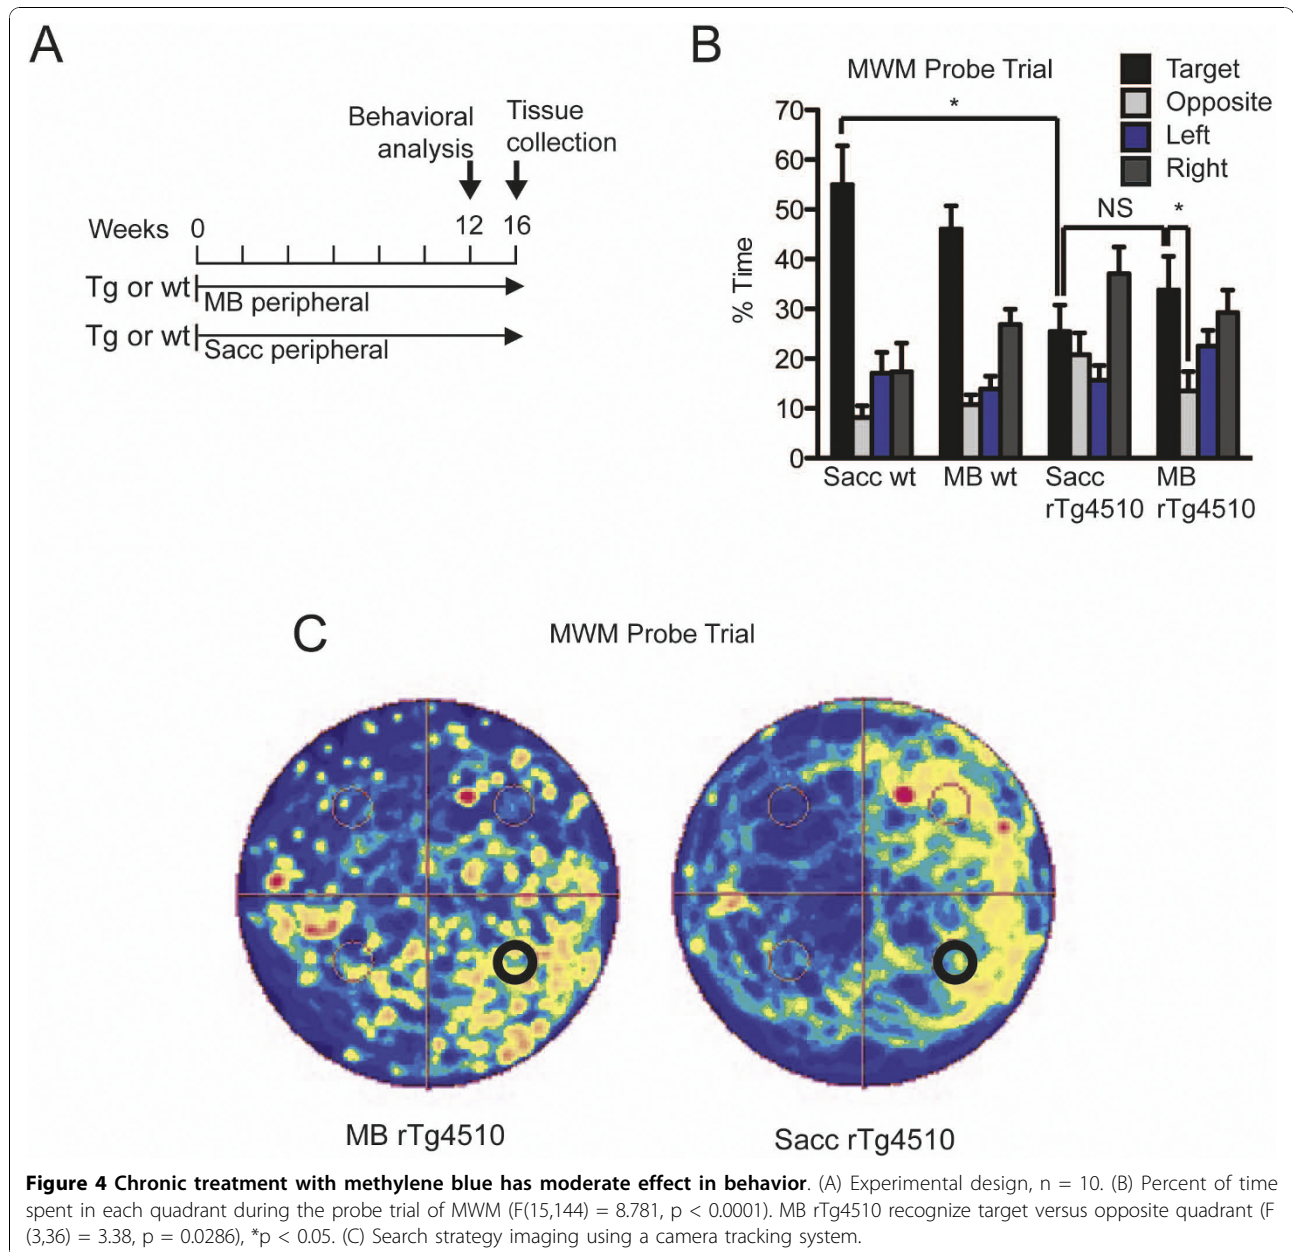 A
Behavioral analysis
Tissue collection
Weeks 0 12 16
Tg or wt MB peripheral
Tg or wt Sacc peripheral
B
MWM Probe Trial
Target
Opposite
Left
Right
% Time
70
60
50
40
30
20
10
0
*
NS
*
Sacc wt
MB wt
Sacc rTg4510
MB rTg4510
C
MWM Probe Trial
MB rTg4510
Sacc rTg4510
Figure 4 Chronic treatment with methylene blue has moderate effect in behavior. (A) Experimental design, n = 10. (B) Percent of time
spent in each quadrant during the probe trial of MWM (F(15,144) = 8.781, p < 0.0001). MB rTg4510 recognize target versus opposite quadrant (F
(3,36) = 3.38, p = 0.0286), *p < 0.05. (C) Search strategy imaging using a camera tracking system.